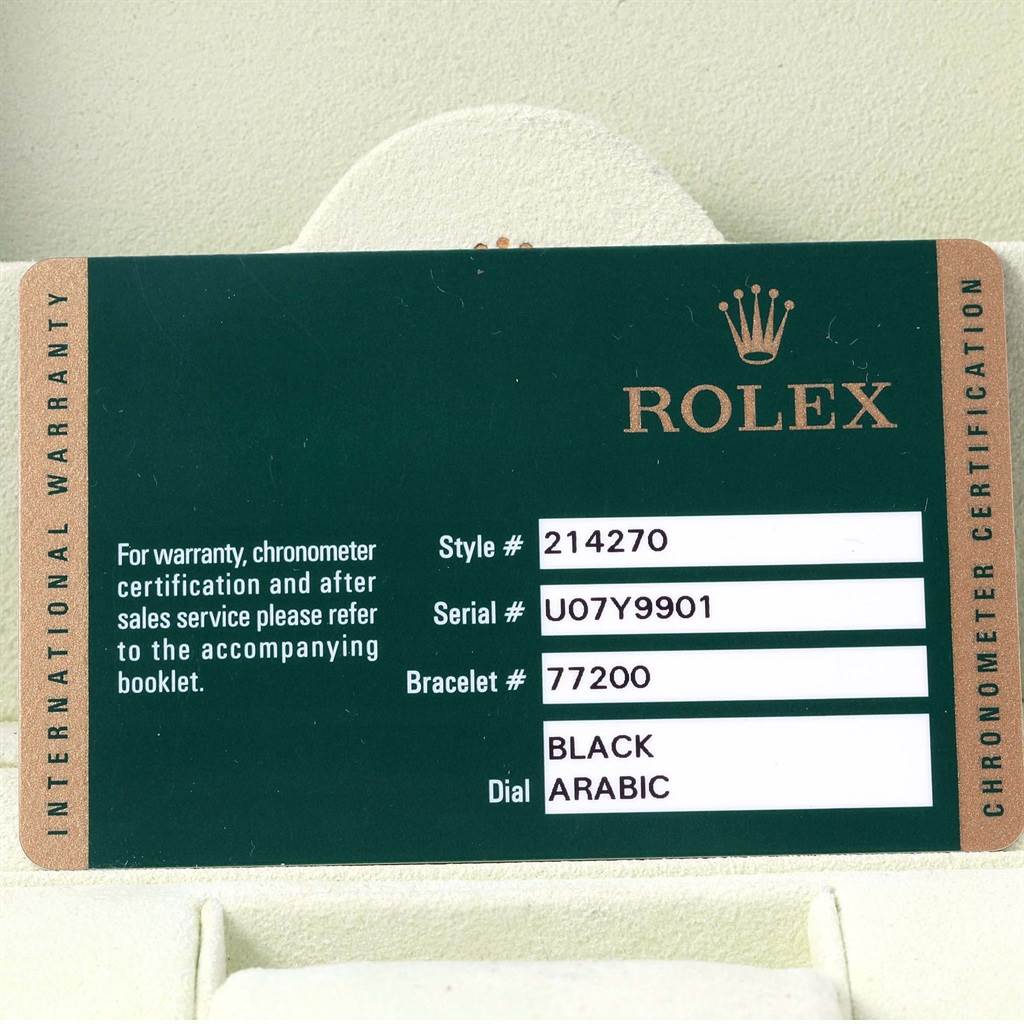 INTERNATIONAL WARRANTY
ROLEX
For warranty, chronometer
certification and after
sales service please refer
to the accompanying
booklet.
Style # 214270
Serial # U07Y9901
Bracelet # 77200
Dial BLACK
ARABIC
CHRONOMETER CERTIFICATION